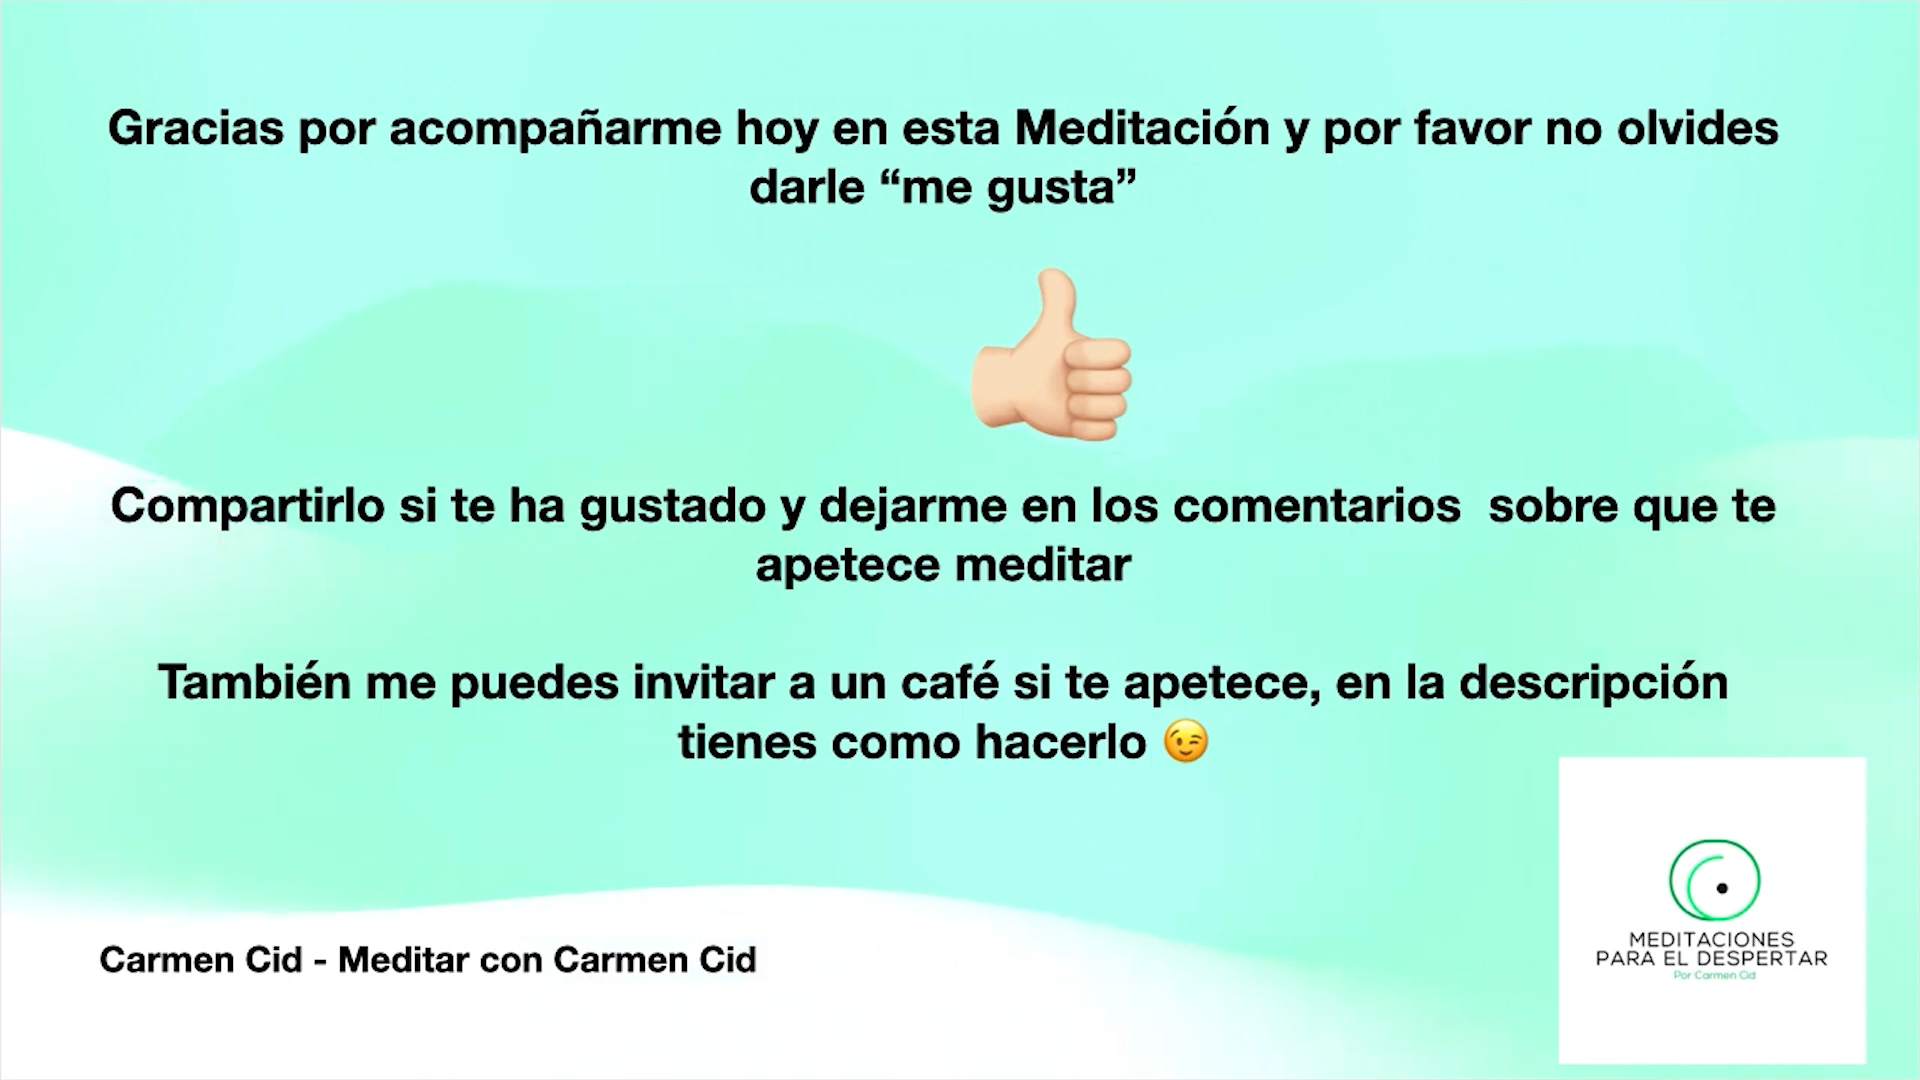 Gracias por acompañarme hoy en esta Meditación y por favor no olvides
darle “me gusta”
Compartirlo si te ha gustado y dejarme en los comentarios  sobre que te
apetece meditar
También me puedes invitar a un café si te apetece, en la descripción
tienes como hacerlo 😉
Carmen Cid - Meditar con Carmen Cid
MEDITACIONES
PARA EL DESPERTAR
Por Carmen Cid